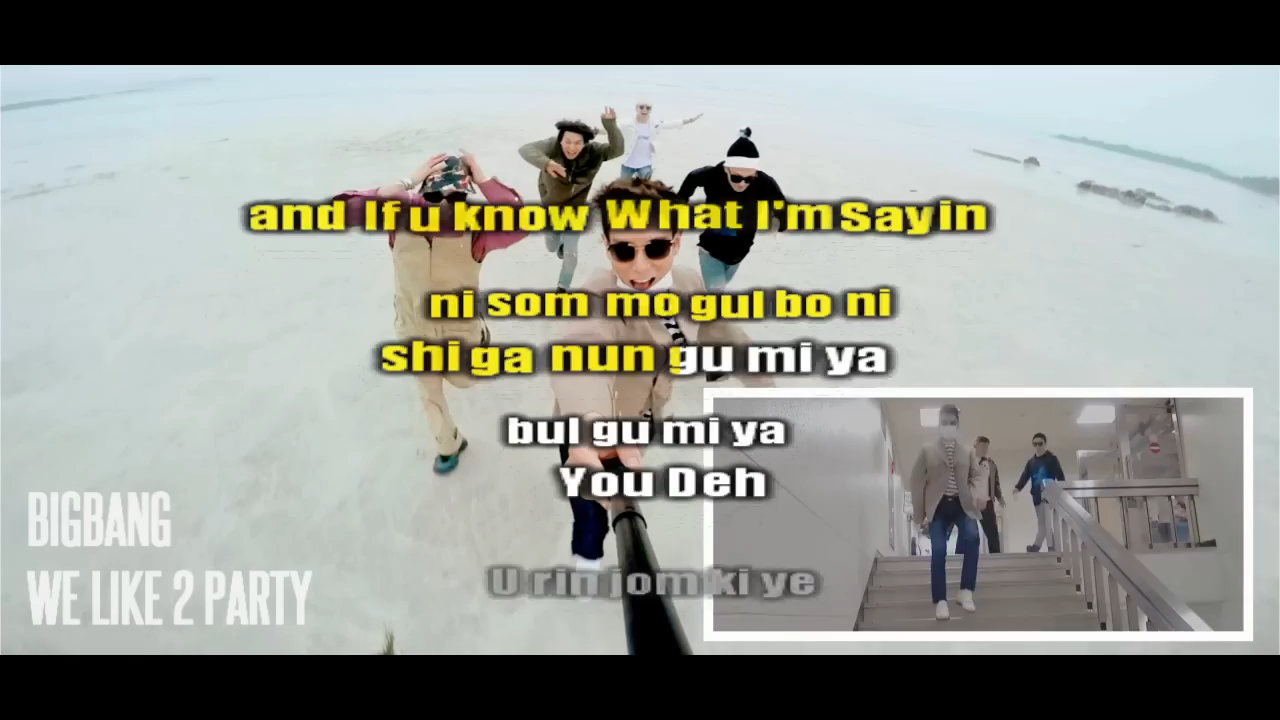 and If u know What I'm Sayin
ni som mo gul bo ni
shi ga nun gu mi ya
bul gu mi ya
You Deh
U rin jom ki ye
BIGBANG
WE LIKE 2 PARTY